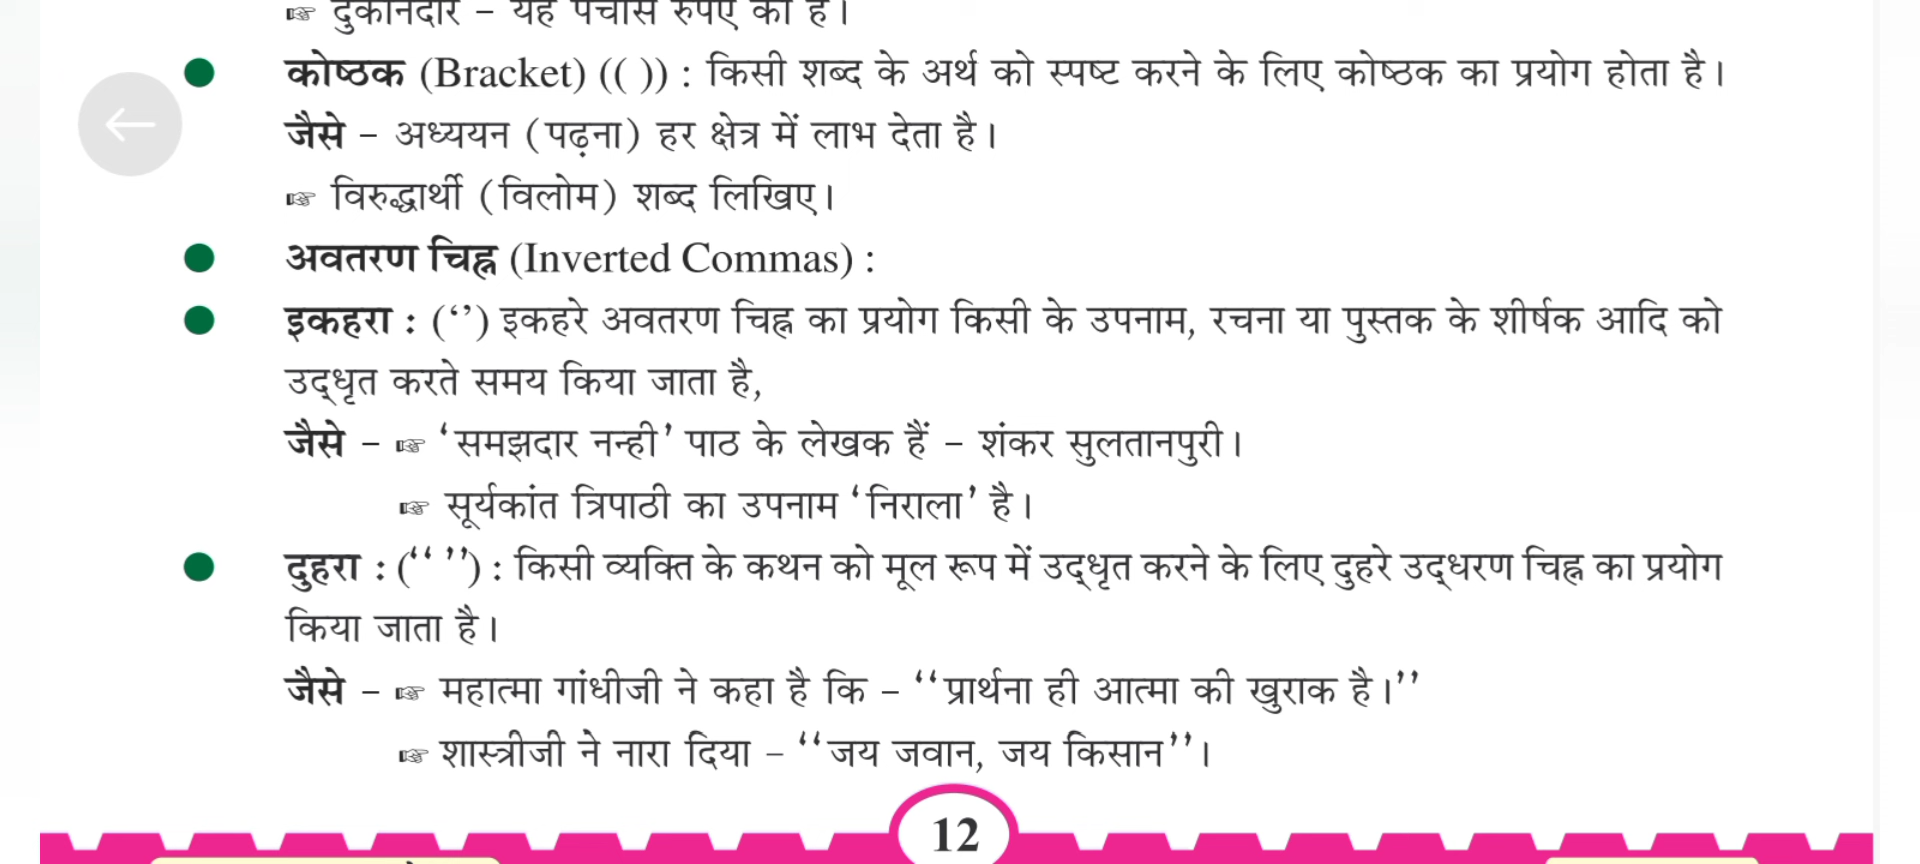 ☞ दुकानदार – यह पचास रुपए का है।
● कोष्ठक (Bracket) (( )) : किसी शब्द के अर्थ को स्पष्ट करने के लिए कोष्ठक का प्रयोग होता है।
जैसे – अध्ययन (पढ़ना) हर क्षेत्र में लाभ देता है।
☞ विरुद्धार्थी (विलोम) शब्द लिखिए।
● अवतरण चिह्न (Inverted Commas) :
● इकहरा : (‘’) इकहरे अवतरण चिह्न का प्रयोग किसी के उपनाम, रचना या पुस्तक के शीर्षक आदि को
उद्धृत करते समय किया जाता है,
जैसे – ☞ ‘समझदार नन्ही’ पाठ के लेखक हैं – शंकर सुलतानपुरी।
☞ सूर्यकांत त्रिपाठी का उपनाम ‘निराला’ है।
● दुहरा : (‘‘ ’’) : किसी व्यक्ति के कथन को मूल रूप में उद्धृत करने के लिए दुहरे उद्धरण चिह्न का प्रयोग
किया जाता है।
जैसे – ☞ महात्मा गांधीजी ने कहा है कि – ‘‘प्रार्थना ही आत्मा की खुराक है।’’
☞ शास्त्रीजी ने नारा दिया – ‘‘जय जवान, जय किसान’’।
12